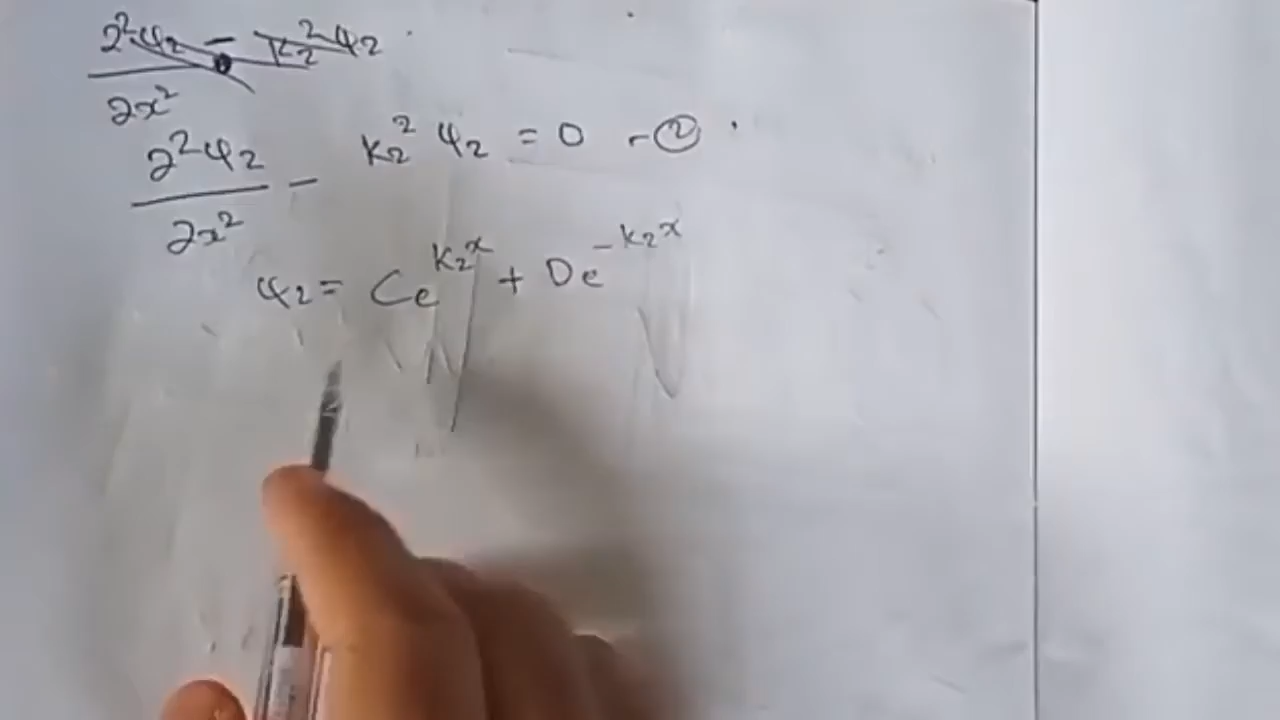 ∂²ψ₂ - k₂²ψ₂
∂x²
∂²ψ₂/∂x² - k₂² ψ₂ = 0 - ②
ψ₂ = Ce^{k₂x} + De^{-k₂x}